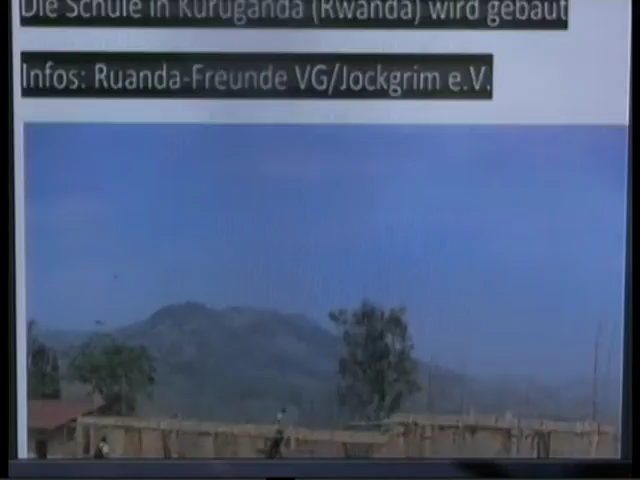 Die Schule in Kuruganda (Rwanda) wird gebaut
Infos: Ruanda-Freunde VG/Jockgrim e.V.